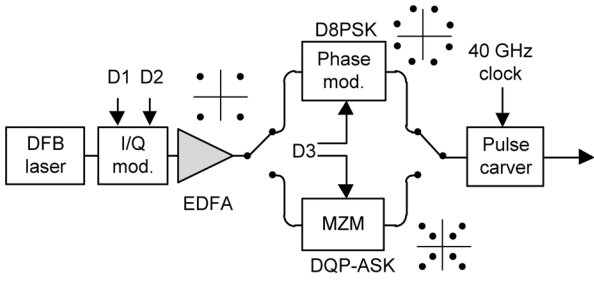 D8PSK
Phase
mod.
40 GHz
clock
D1 D2
DFB
laser
I/Q
mod.
EDFA
D3
Pulse
carver
MZM
DQP-ASK